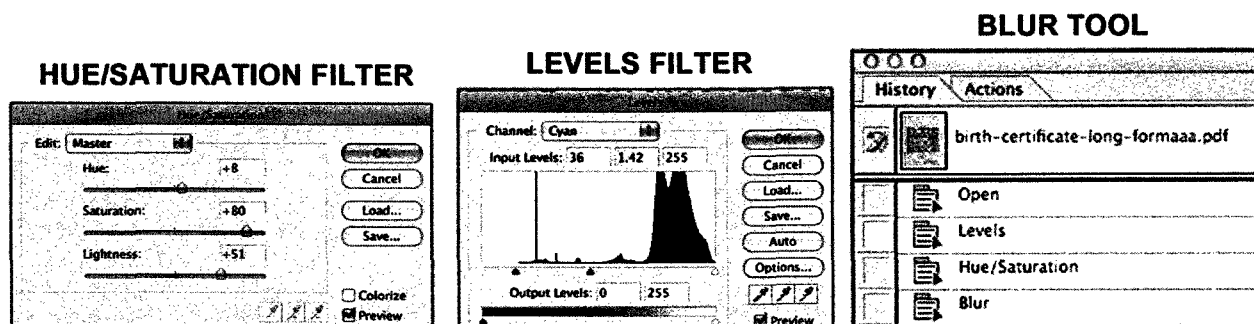 HUE/SATURATION FILTER
Edit: Master
Hue: +8
Saturation: +80
Lightness: +51
OK
Cancel
Load...
Save...
Colorize
Preview
LEVELS FILTER
Channel: Cyan
Input Levels: 36 1.42 255
Output Levels: 0 255
OK
Cancel
Load...
Save...
Auto
Options...
Preview
BLUR TOOL
History Actions
birth-certificate-long-formaaa.pdf
Open
Levels
Hue/Saturation
Blur